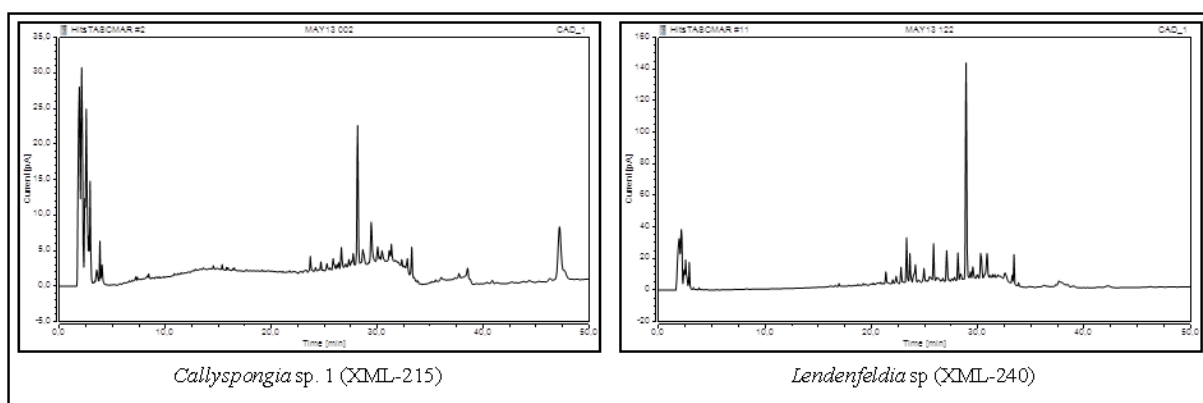 HitsTASCMAR #2 MAY13 002 CAD_1
Current [pA]
35,0
30,0
25,0
20,0
15,0
10,0
5,0
0,0
-5,0
0,0 10,0 20,0 30,0 40,0 50,0
Time [min]
Callyspongia sp. 1 (XML-215)
HitsTASCMAR #11 MAY13 122 CAD_1
Current [pA]
160
140
120
100
80
60
40
20
0
-20
0,0 10,0 20,0 30,0 40,0 50,0
Time [min]
Lendenfeldia sp (XML-240)